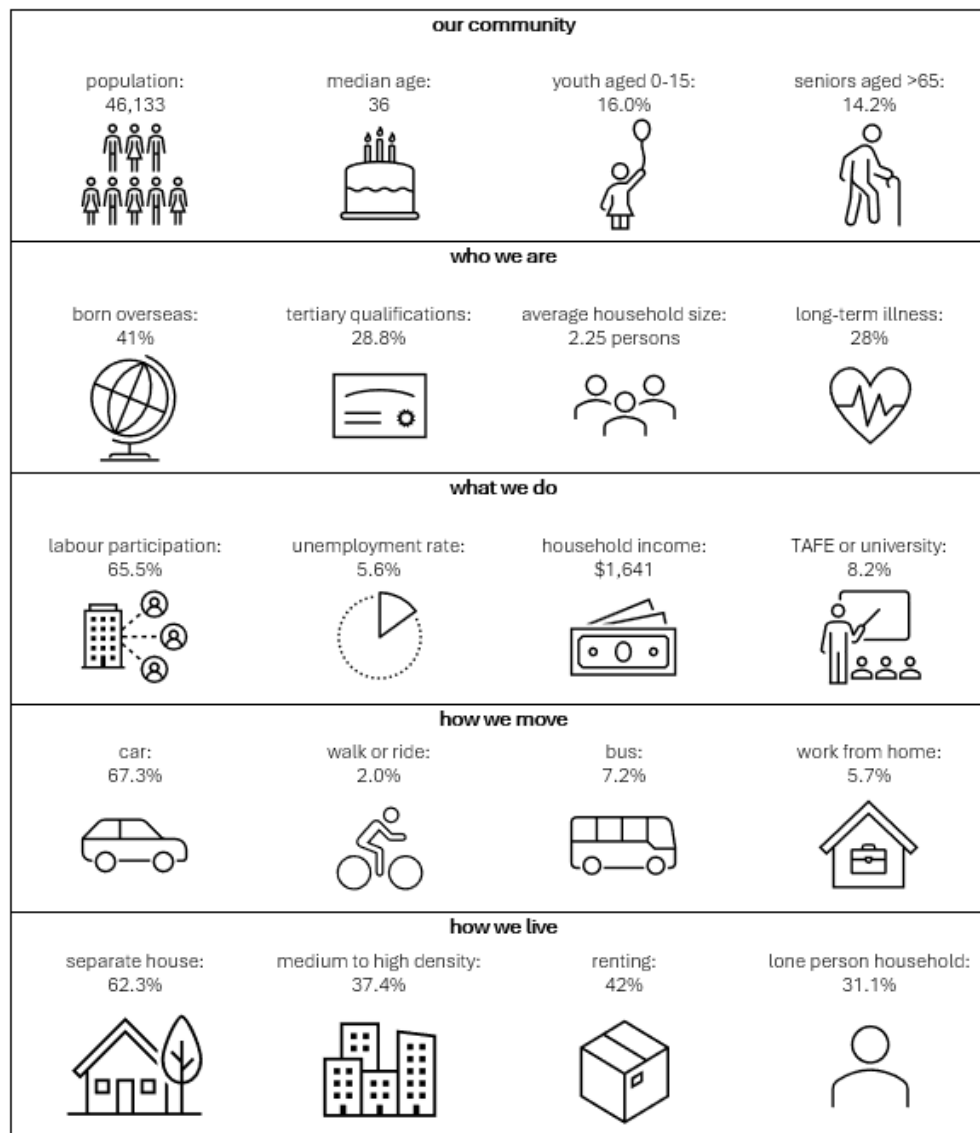 our community
population:
46,133
median age:
36
youth aged 0-15:
16.0%
seniors aged >65:
14.2%
who we are
born overseas:
41%
tertiary qualifications:
28.8%
average household size:
2.25 persons
long-term illness:
28%
what we do
labour participation:
65.5%
unemployment rate:
5.6%
household income:
$1,641
TAFE or university:
8.2%
how we move
car:
67.3%
walk or ride:
2.0%
bus:
7.2%
work from home:
5.7%
how we live
separate house:
62.3%
medium to high density:
37.4%
renting:
42%
lone person household:
31.1%